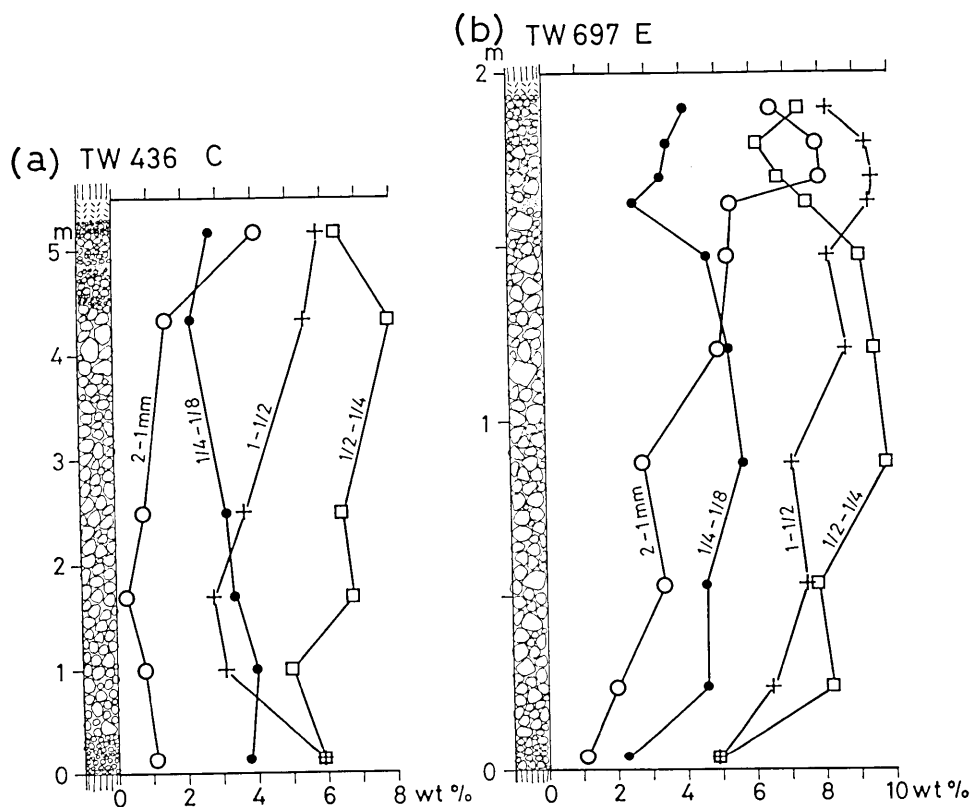 (a) TW 436 C
m
5
4
3
2
1
0
2-1mm
1/4-1/8
1-1/2
1/2-1/4
0 2 4 6 8 wt %
(b) TW 697 E
m
2
1
0
2-1mm
1/4-1/8
1-1/2
1/2-1/4
0 2 4 6 8 10 wt%